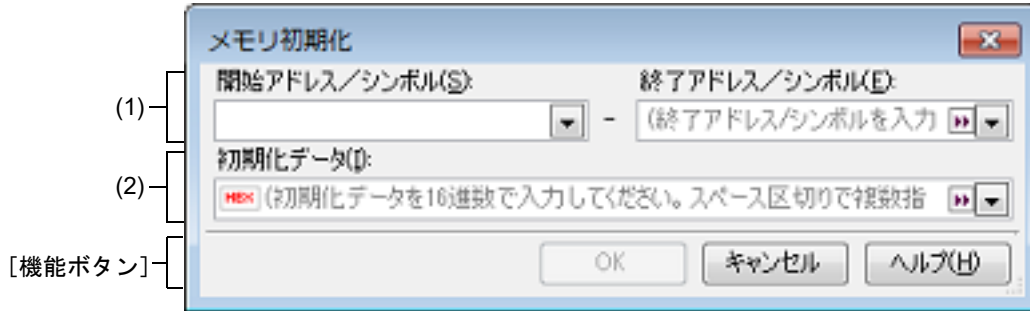 メモリ初期化
開始アドレス／シンボル(S): 終了アドレス／シンボル(E):
(1)
- (終了アドレス/シンボルを入力
初期化データ(I):
(2)
HEX (初期化データを16進数で入力してください。スペース区切りで複数指
[機能ボタン]
OK キャンセル ヘルプ(H)